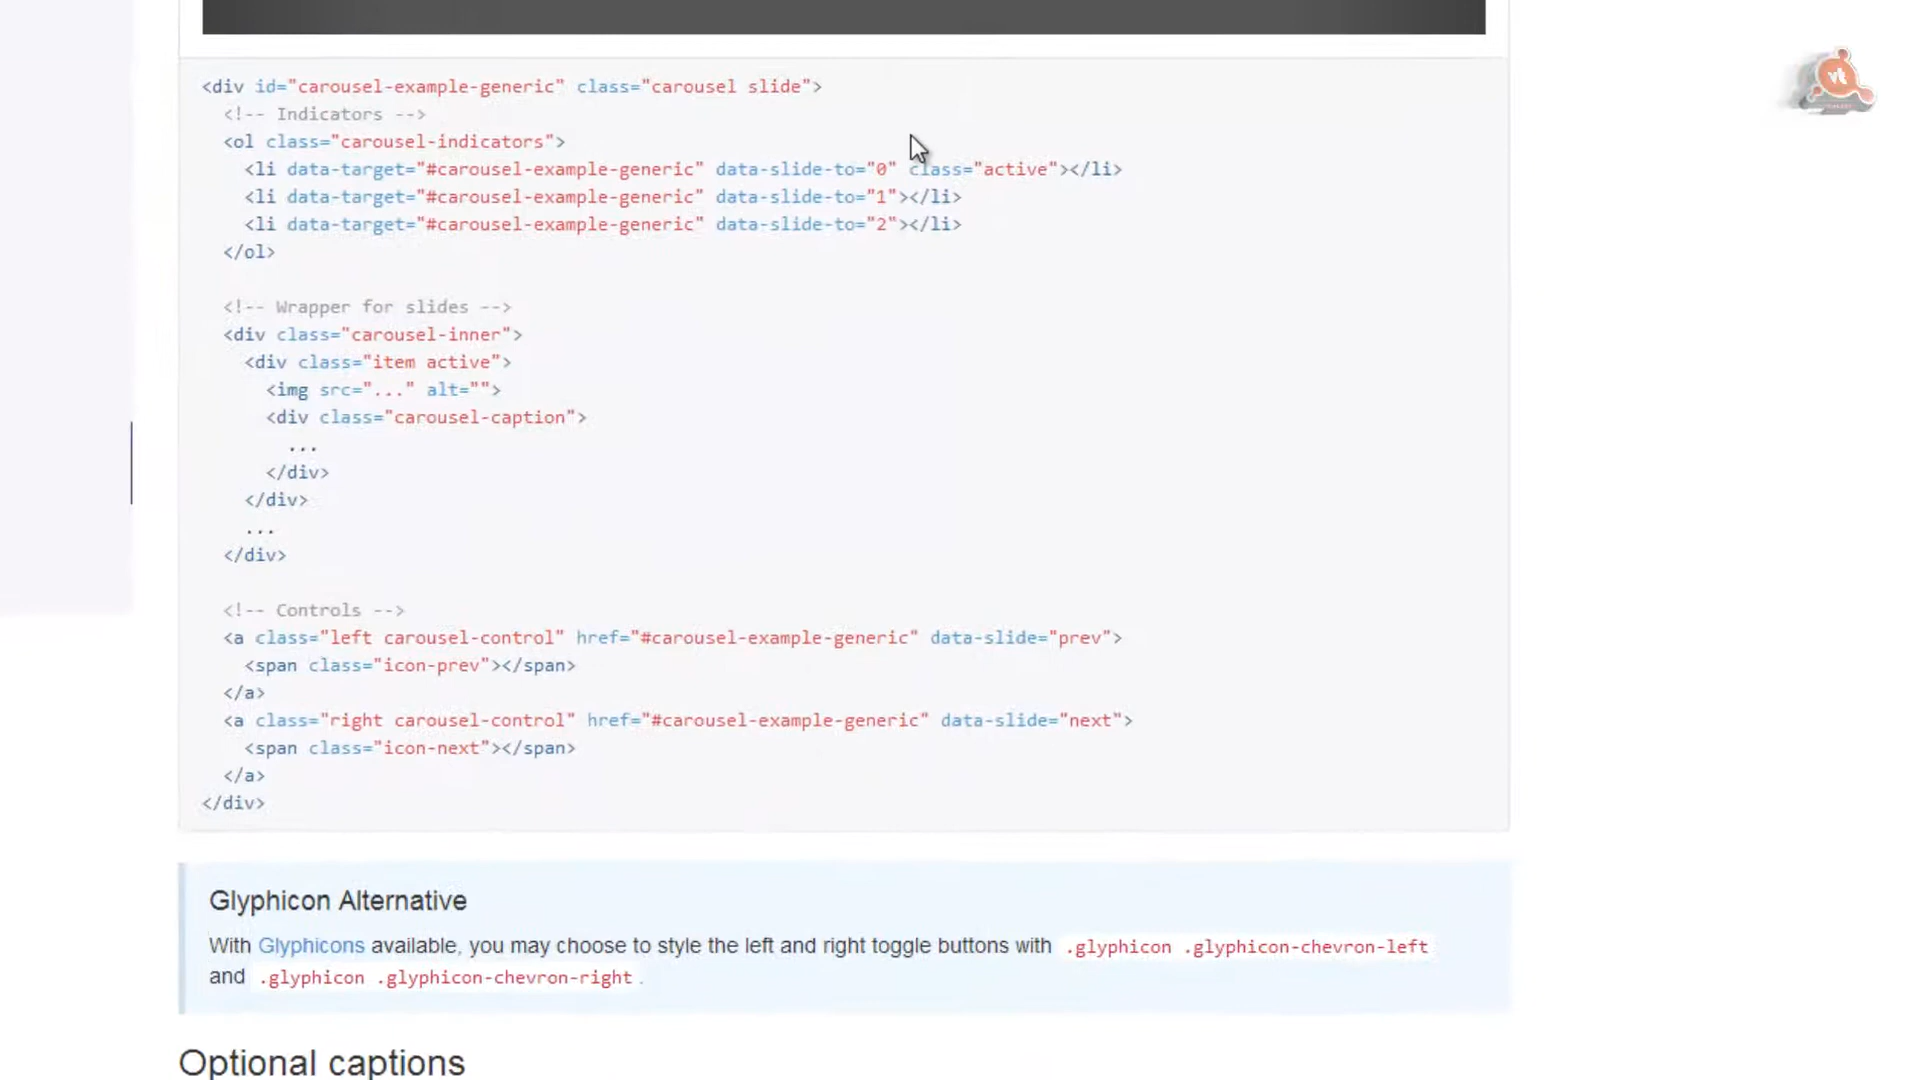 <div id="carousel-example-generic" class="carousel slide">
<!-- Indicators -->
<ol class="carousel-indicators">
<li data-target="#carousel-example-generic" data-slide-to="0" class="active"></li>
<li data-target="#carousel-example-generic" data-slide-to="1"></li>
<li data-target="#carousel-example-generic" data-slide-to="2"></li>
</ol>
<!-- Wrapper for slides -->
<div class="carousel-inner">
<div class="item active">
<img src="..." alt="">
<div class="carousel-caption">
...
</div>
</div>
...
</div>
<!-- Controls -->
<a class="left carousel-control" href="#carousel-example-generic" data-slide="prev">
<span class="icon-prev"></span>
</a>
<a class="right carousel-control" href="#carousel-example-generic" data-slide="next">
<span class="icon-next"></span>
</a>
</div>
Glyphicon Alternative
With Glyphicons available, you may choose to style the left and right toggle buttons with .glyphicon .glyphicon-chevron-left
and .glyphicon .glyphicon-chevron-right .
Optional captions